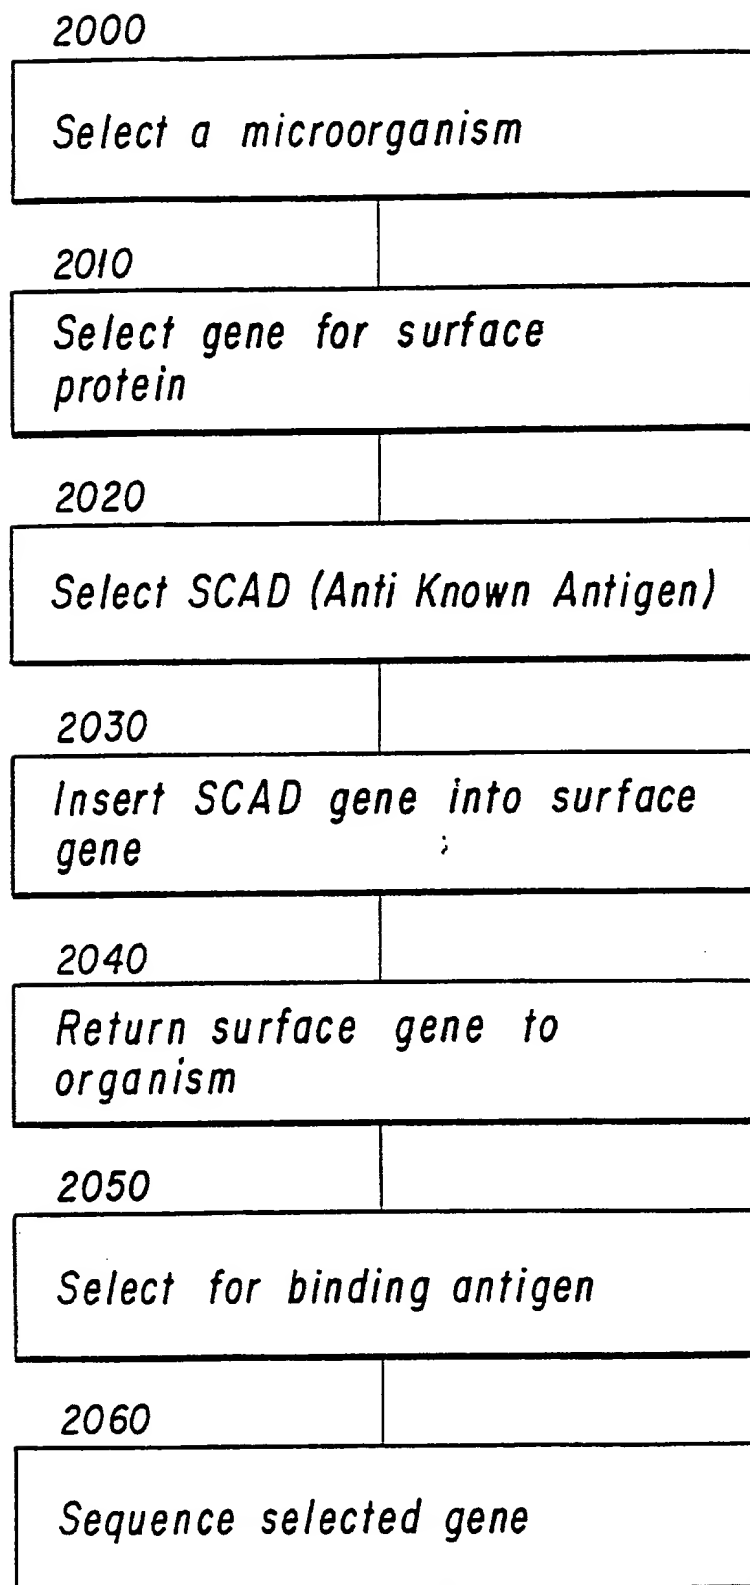 2000
Select a microorganism
2010
Select gene for surface
protein
2020
Select SCAD (Anti Known Antigen)
2030
Insert SCAD gene into surface
gene
2040
Return surface gene to
organism
2050
Select for binding antigen
2060
Sequence selected gene